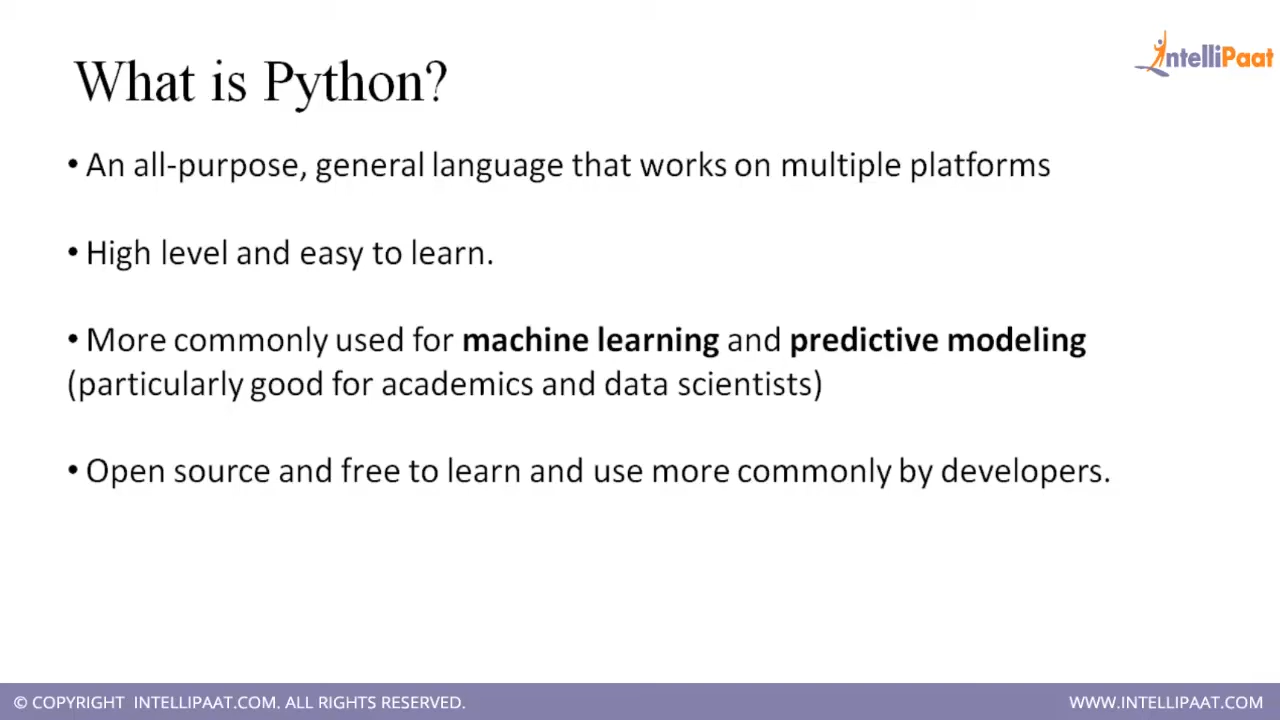 IntelliPaat
What is Python?
• An all-purpose, general language that works on multiple platforms
• High level and easy to learn.
• More commonly used for machine learning and predictive modeling
(particularly good for academics and data scientists)
• Open source and free to learn and use more commonly by developers.
© COPYRIGHT INTELLIPAAT.COM. ALL RIGHTS RESERVED.
WWW.INTELLIPAAT.COM